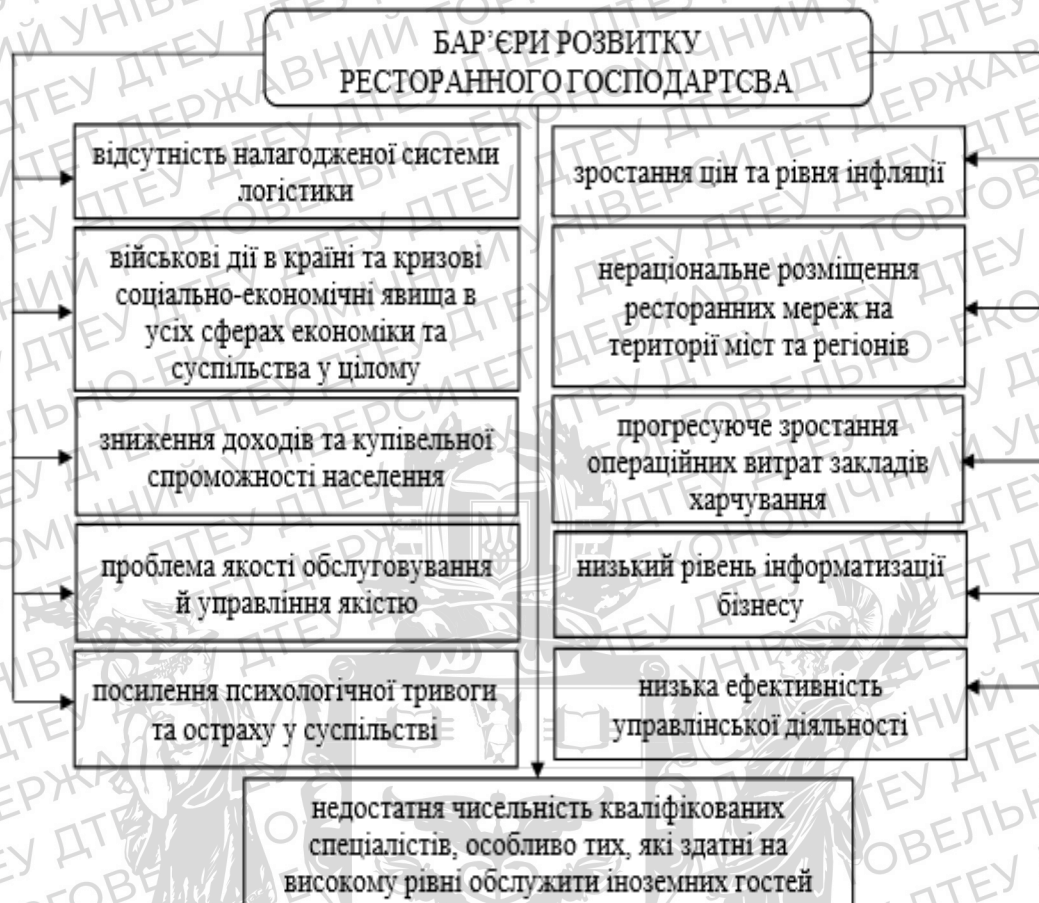 БАР’ЄРИ РОЗВИТКУ
РЕСТОРАННОГО ГОСПОДАРТСВА
відсутність налагодженої системи
логістики
військові дії в країні та кризові
соціально-економічні явища в
усіх сферах економіки та
суспільства у цілому
зниження доходів та купівельної
спроможності населення
проблема якості обслуговування
й управління якістю
посилення психологічної тривоги
та остраху у суспільстві
зростання цін та рівня інфляції
нераціональне розміщення
ресторанних мереж на
території міст та регіонів
прогресуюче зростання
операційних витрат закладів
харчування
низький рівень інформатизації
бізнесу
низька ефективність
управлінської діяльності
недостатня чисельність кваліфікованих
спеціалістів, особливо тих, які здатні на
високому рівні обслужити іноземних гостей